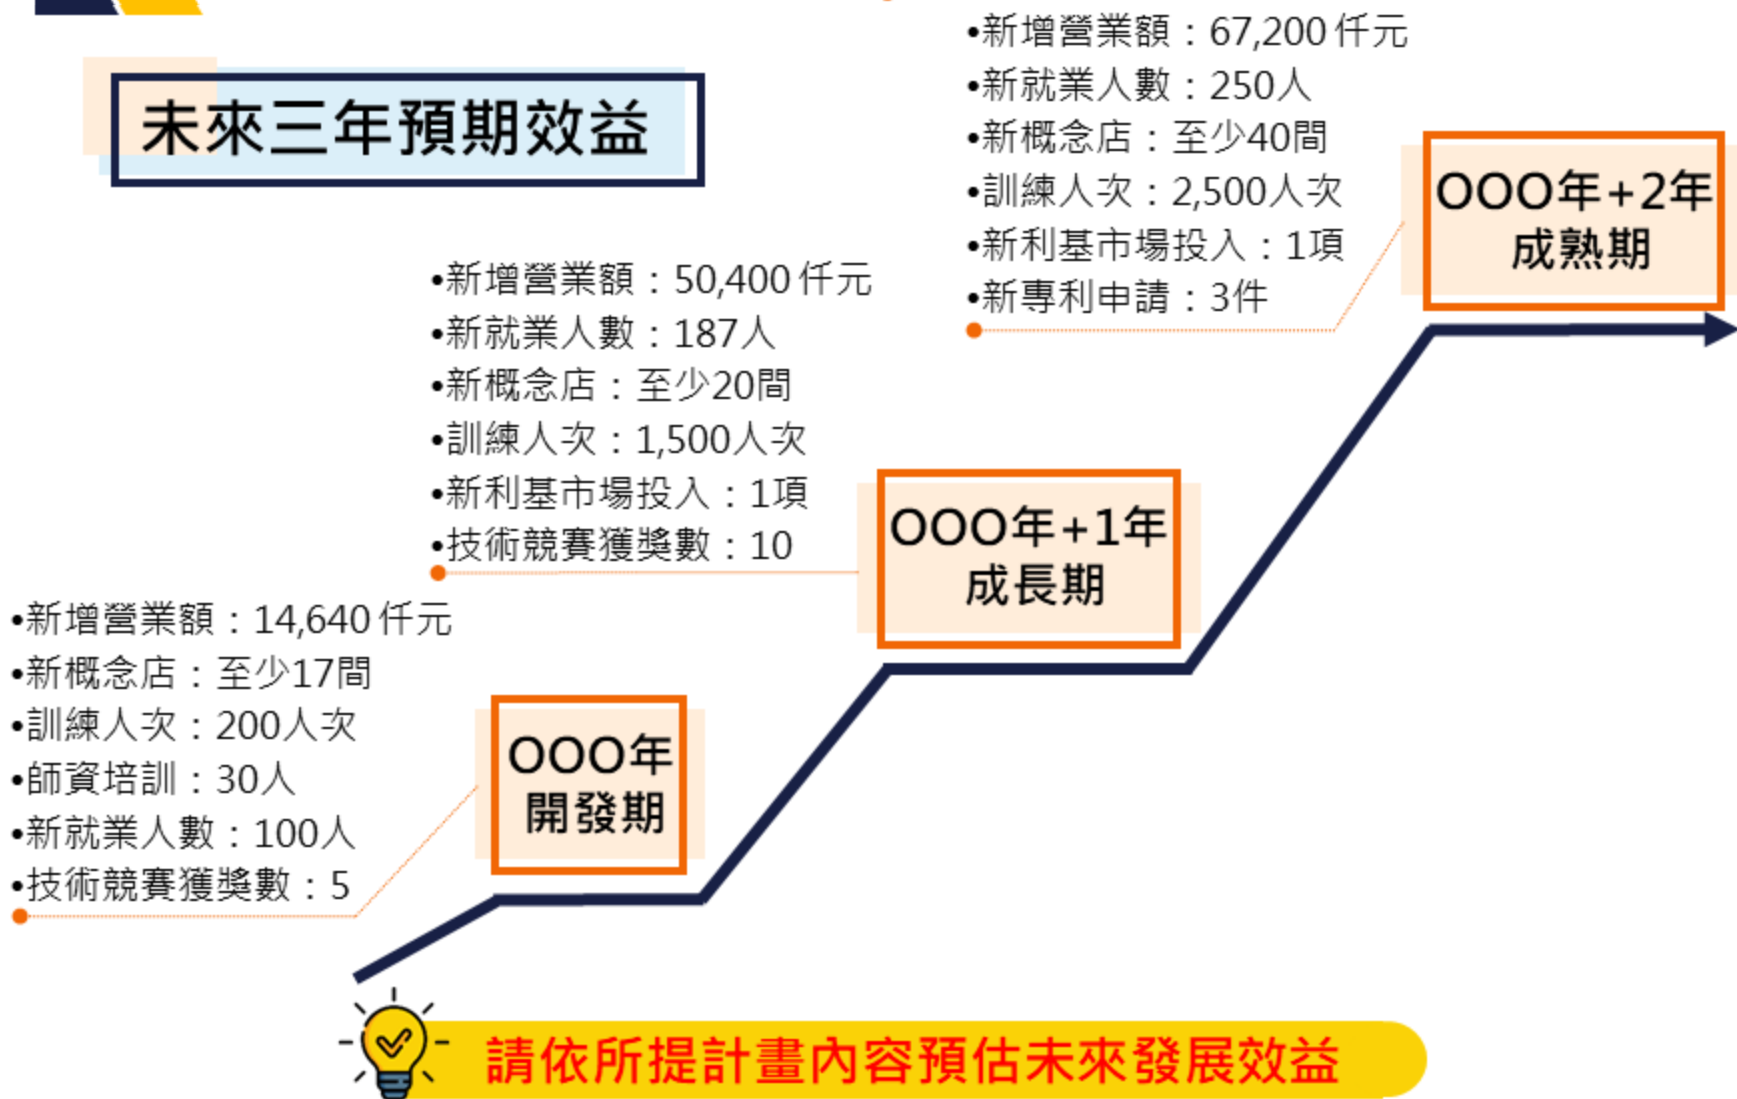 未來三年預期效益
•新增營業額：67,200仟元
•新就業人數：250人
•新概念店：至少40間
•訓練人次：2,500人次
•新利基市場投入：1項
•新專利申請：3件
OOO年+2年
成熟期
•新增營業額：50,400仟元
•新就業人數：187人
•新概念店：至少20間
•訓練人次：1,500人次
•新利基市場投入：1項
•技術競賽獲獎數：10
OOO年+1年
成長期
•新增營業額：14,640仟元
•新概念店：至少17間
•訓練人次：200人次
•師資培訓：30人
•新就業人數：100人
•技術競賽獲獎數：5
OOO年
開發期
請依所提計畫內容預估未來發展效益